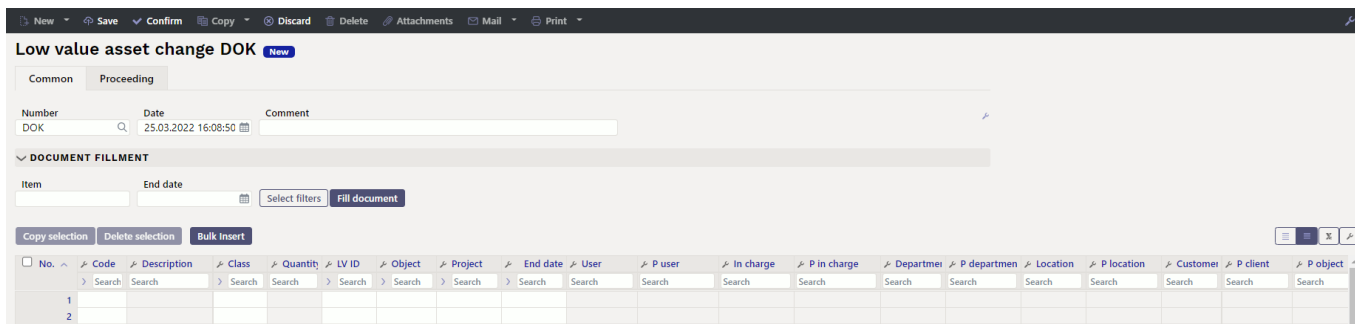 New Save Confirm Copy Discard Delete Attachments Mail Print
Low value asset change DOK New
Common Proceeding
Number Date Comment
DOK 25.03.2022 16:08:50
DOCUMENT FILLMENT
Item End date
Select filters Fill document
Copy selection Delete selection Bulk Insert
No. Code Description Class Quantity LV ID Object Project End date User P user In charge P in charge Departmen P departmen Location P location Customer P client P object
Search Search Search Search Search Search Search Search Search Search Search Search Search Search Search Search Search Search Search
1
2